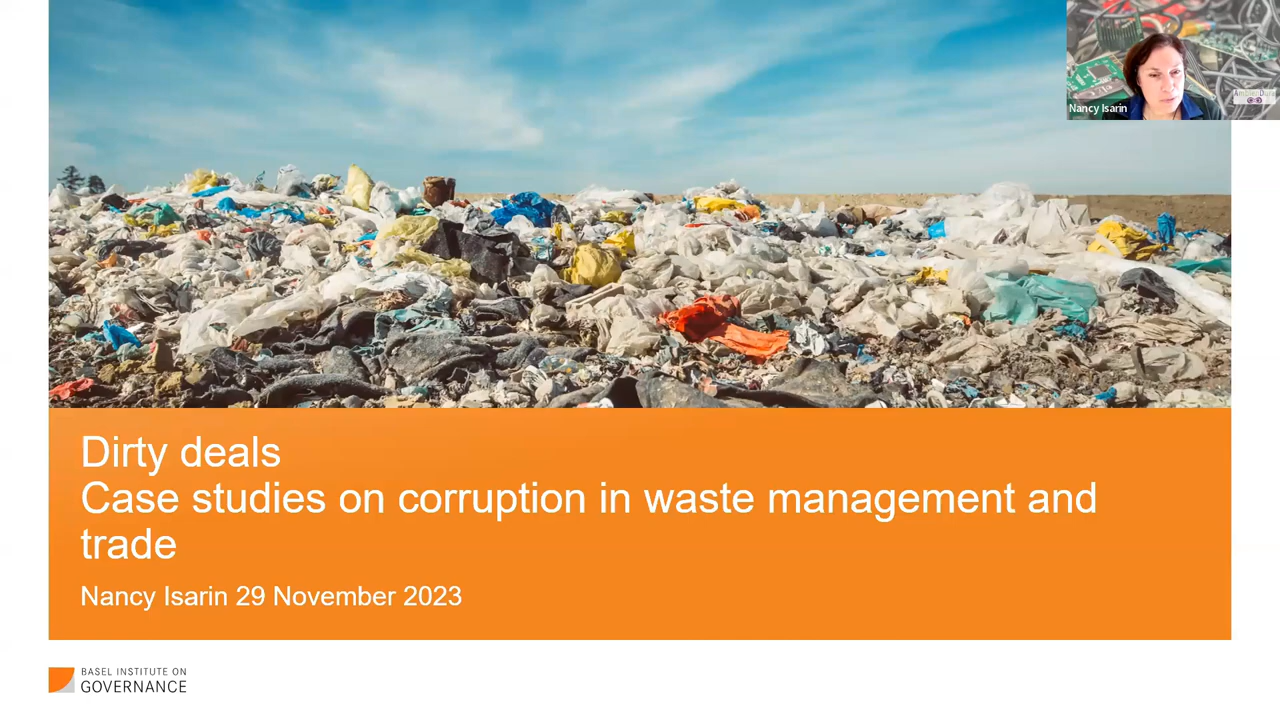 Nancy Isarin
AmbienDura
Dirty deals
Case studies on corruption in waste management and
trade
Nancy Isarin 29 November 2023
BASEL INSTITUTE ON
GOVERNANCE